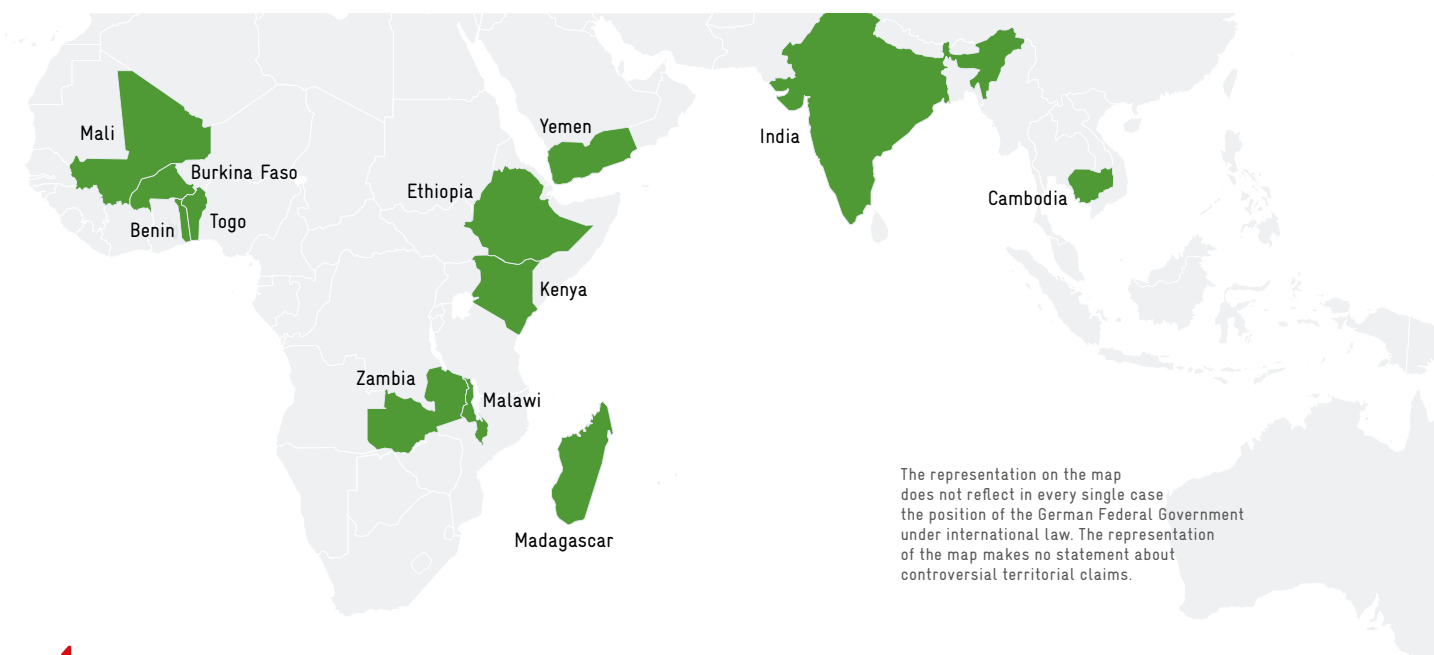 Yemen
Mali
India
Burkina Faso
Ethiopia
Cambodia
Togo
Benin
Kenya
Zambia
Malawi
The representation on the map
does not reflect in every single case
the position of the German Federal Government
under international law. The representation
of the map makes no statement about
controversial territorial claims.
Madagascar